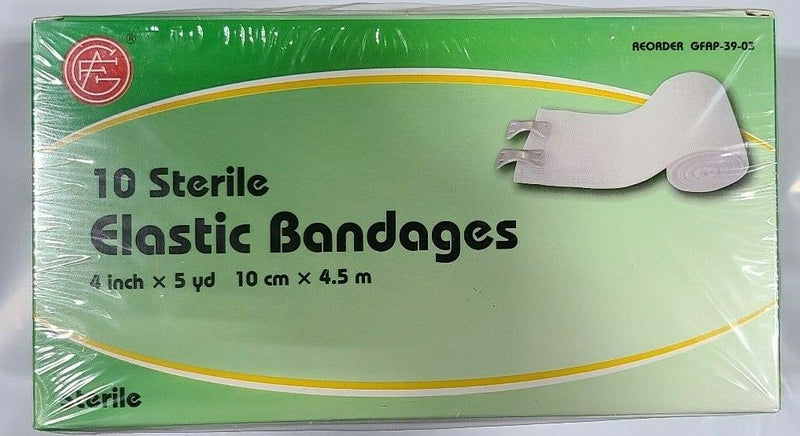 REORDER GFAP-39-03
10 Sterile
Elastic Bandages
4 inch × 5 yd 10 cm × 4.5 m
Sterile